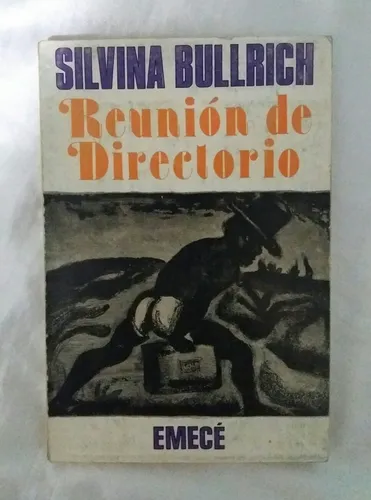 SILVINA BULLRICH
Reunión de
Directorio
EMECÉ